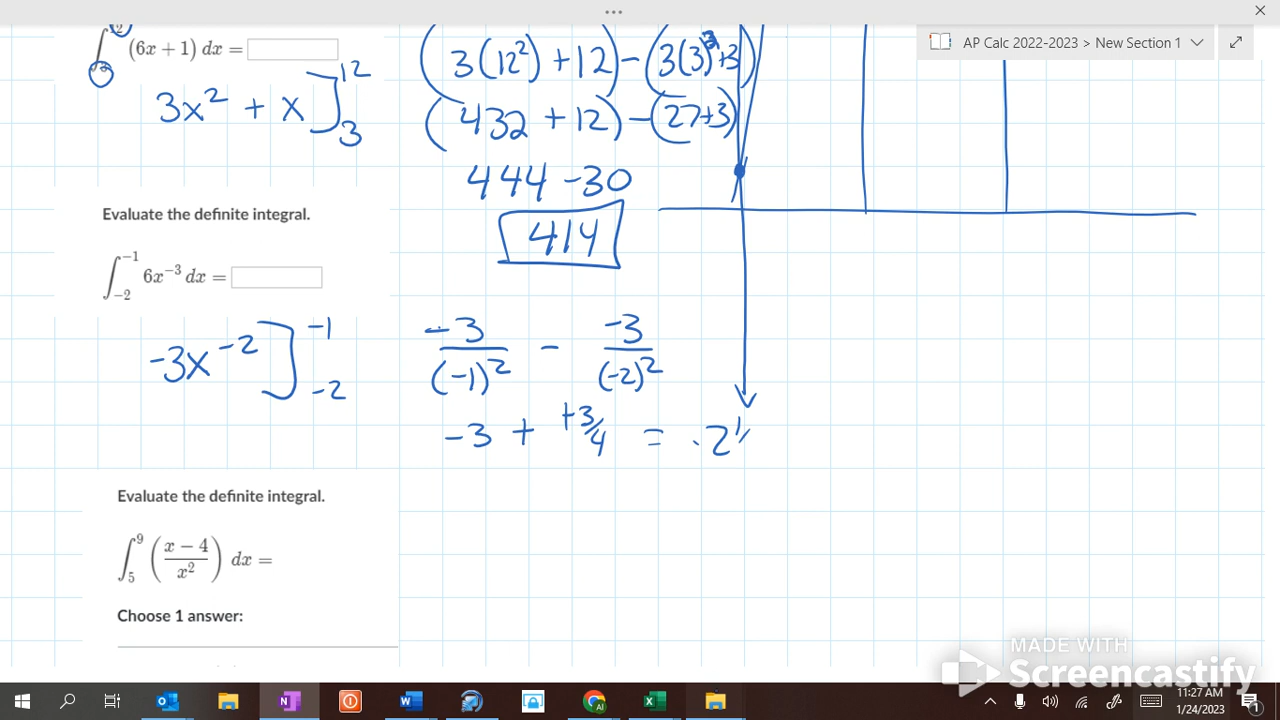 AP Calc 2022-2023 > New Section 1
∫ (6x + 1) dx =
3x² + x]₃¹²
(3(12²) + 12) – (3(3)² + 3)
(432 + 12) – (27+3)
444 – 30
414
Evaluate the definite integral.
∫₋₂⁻¹ 6x⁻³ dx =
-3x⁻²]₋₂⁻¹
-3/(-1)² – -3/(-2)²
-3 + +3/4 =
Evaluate the definite integral.
∫₅⁹ ((x − 4)/x²) dx =
Choose 1 answer:
MADE WITH
Screencastify
11:27 AM
1/24/2023